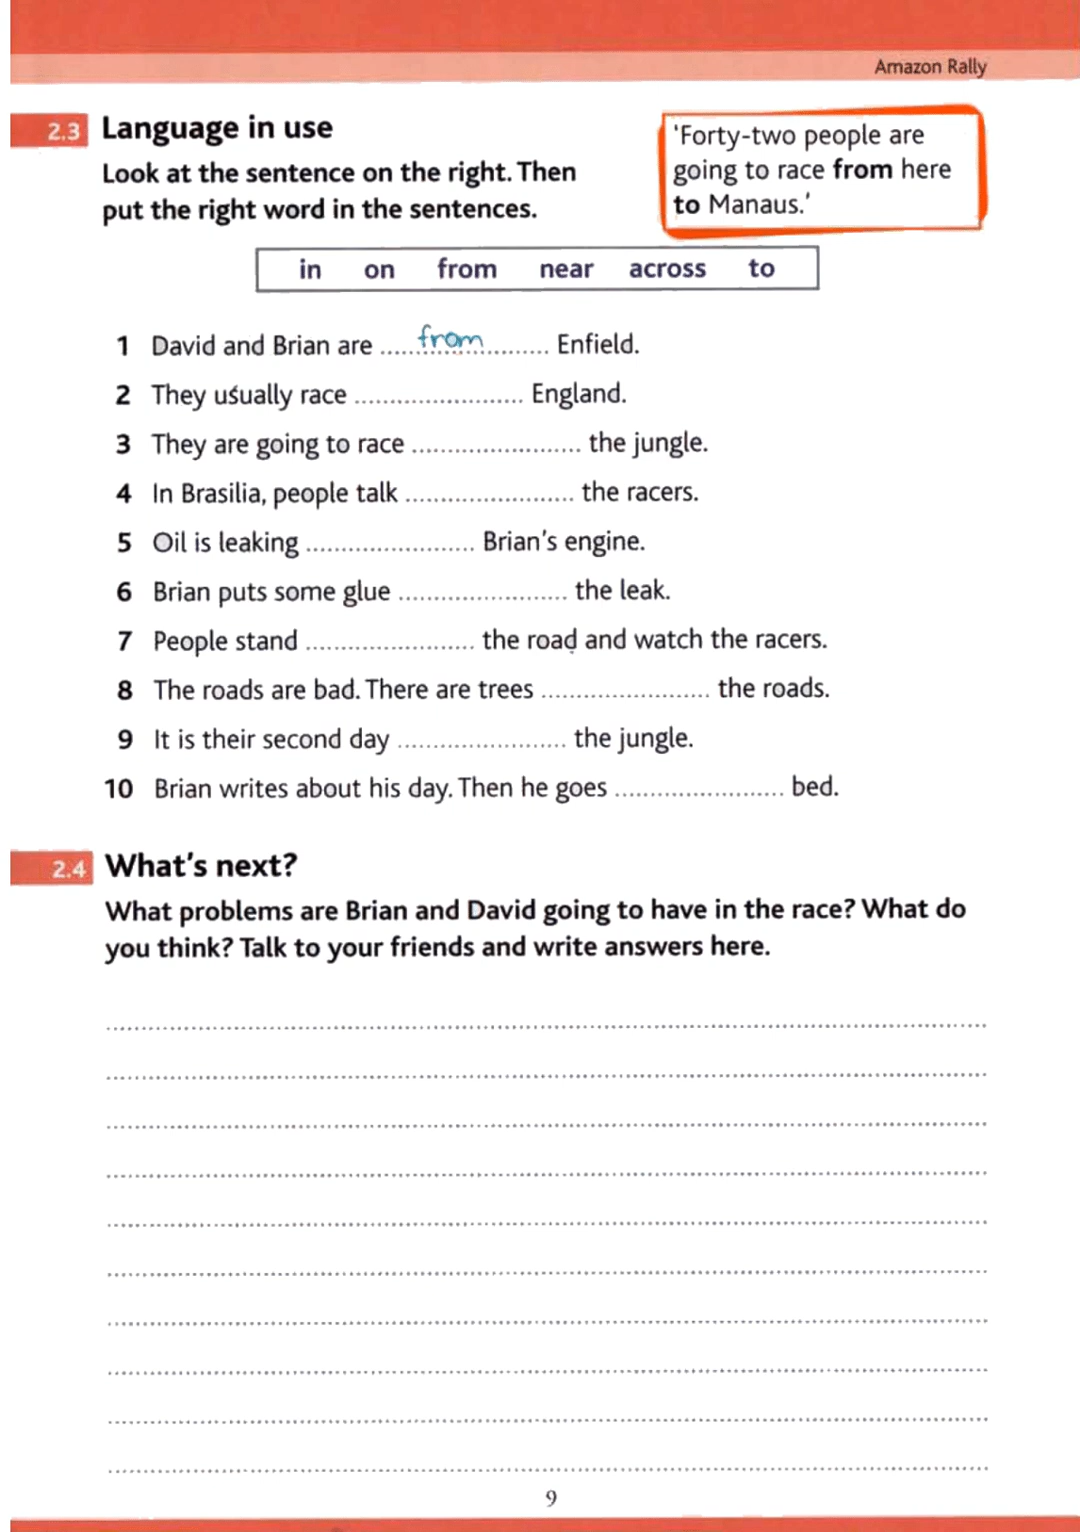 Amazon Rally
2.3 Language in use
Look at the sentence on the right. Then
put the right word in the sentences.
'Forty-two people are
going to race from here
to Manaus.'
in on from near across to
1 David and Brian are ......from......... Enfield.
2 They usually race ........................ England.
3 They are going to race ........................ the jungle.
4 In Brasilia, people talk ........................ the racers.
5 Oil is leaking ........................ Brian's engine.
6 Brian puts some glue ........................ the leak.
7 People stand ........................ the road and watch the racers.
8 The roads are bad. There are trees ........................ the roads.
9 It is their second day ........................ the jungle.
10 Brian writes about his day. Then he goes ........................ bed.
2.4 What's next?
What problems are Brian and David going to have in the race? What do
you think? Talk to your friends and write answers here.
9